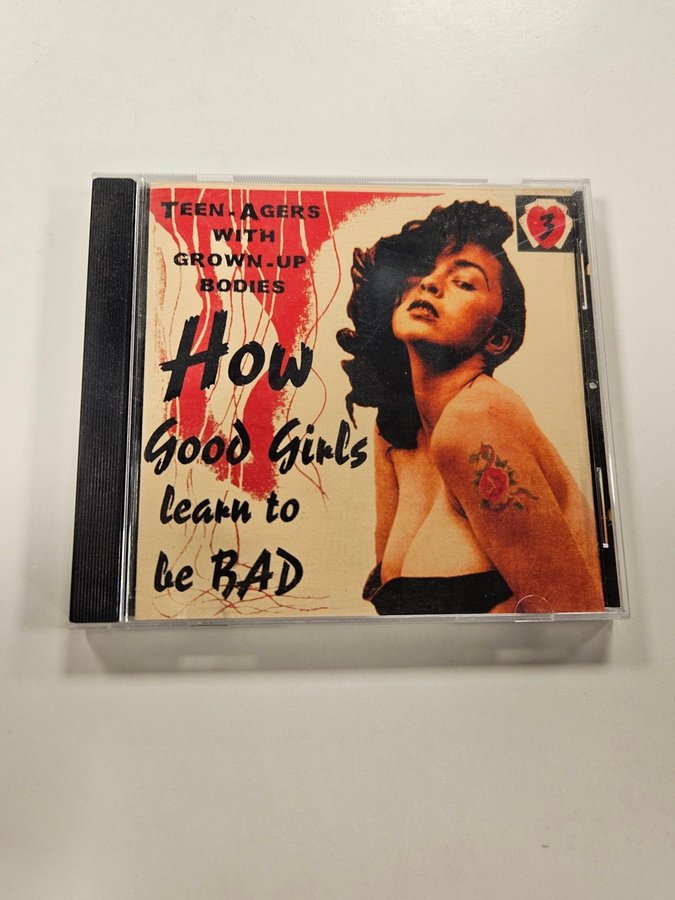 TEEN-AGERS
WITH
GROWN-UP
BODIES
3
How
Good Girls
learn to
be BAD